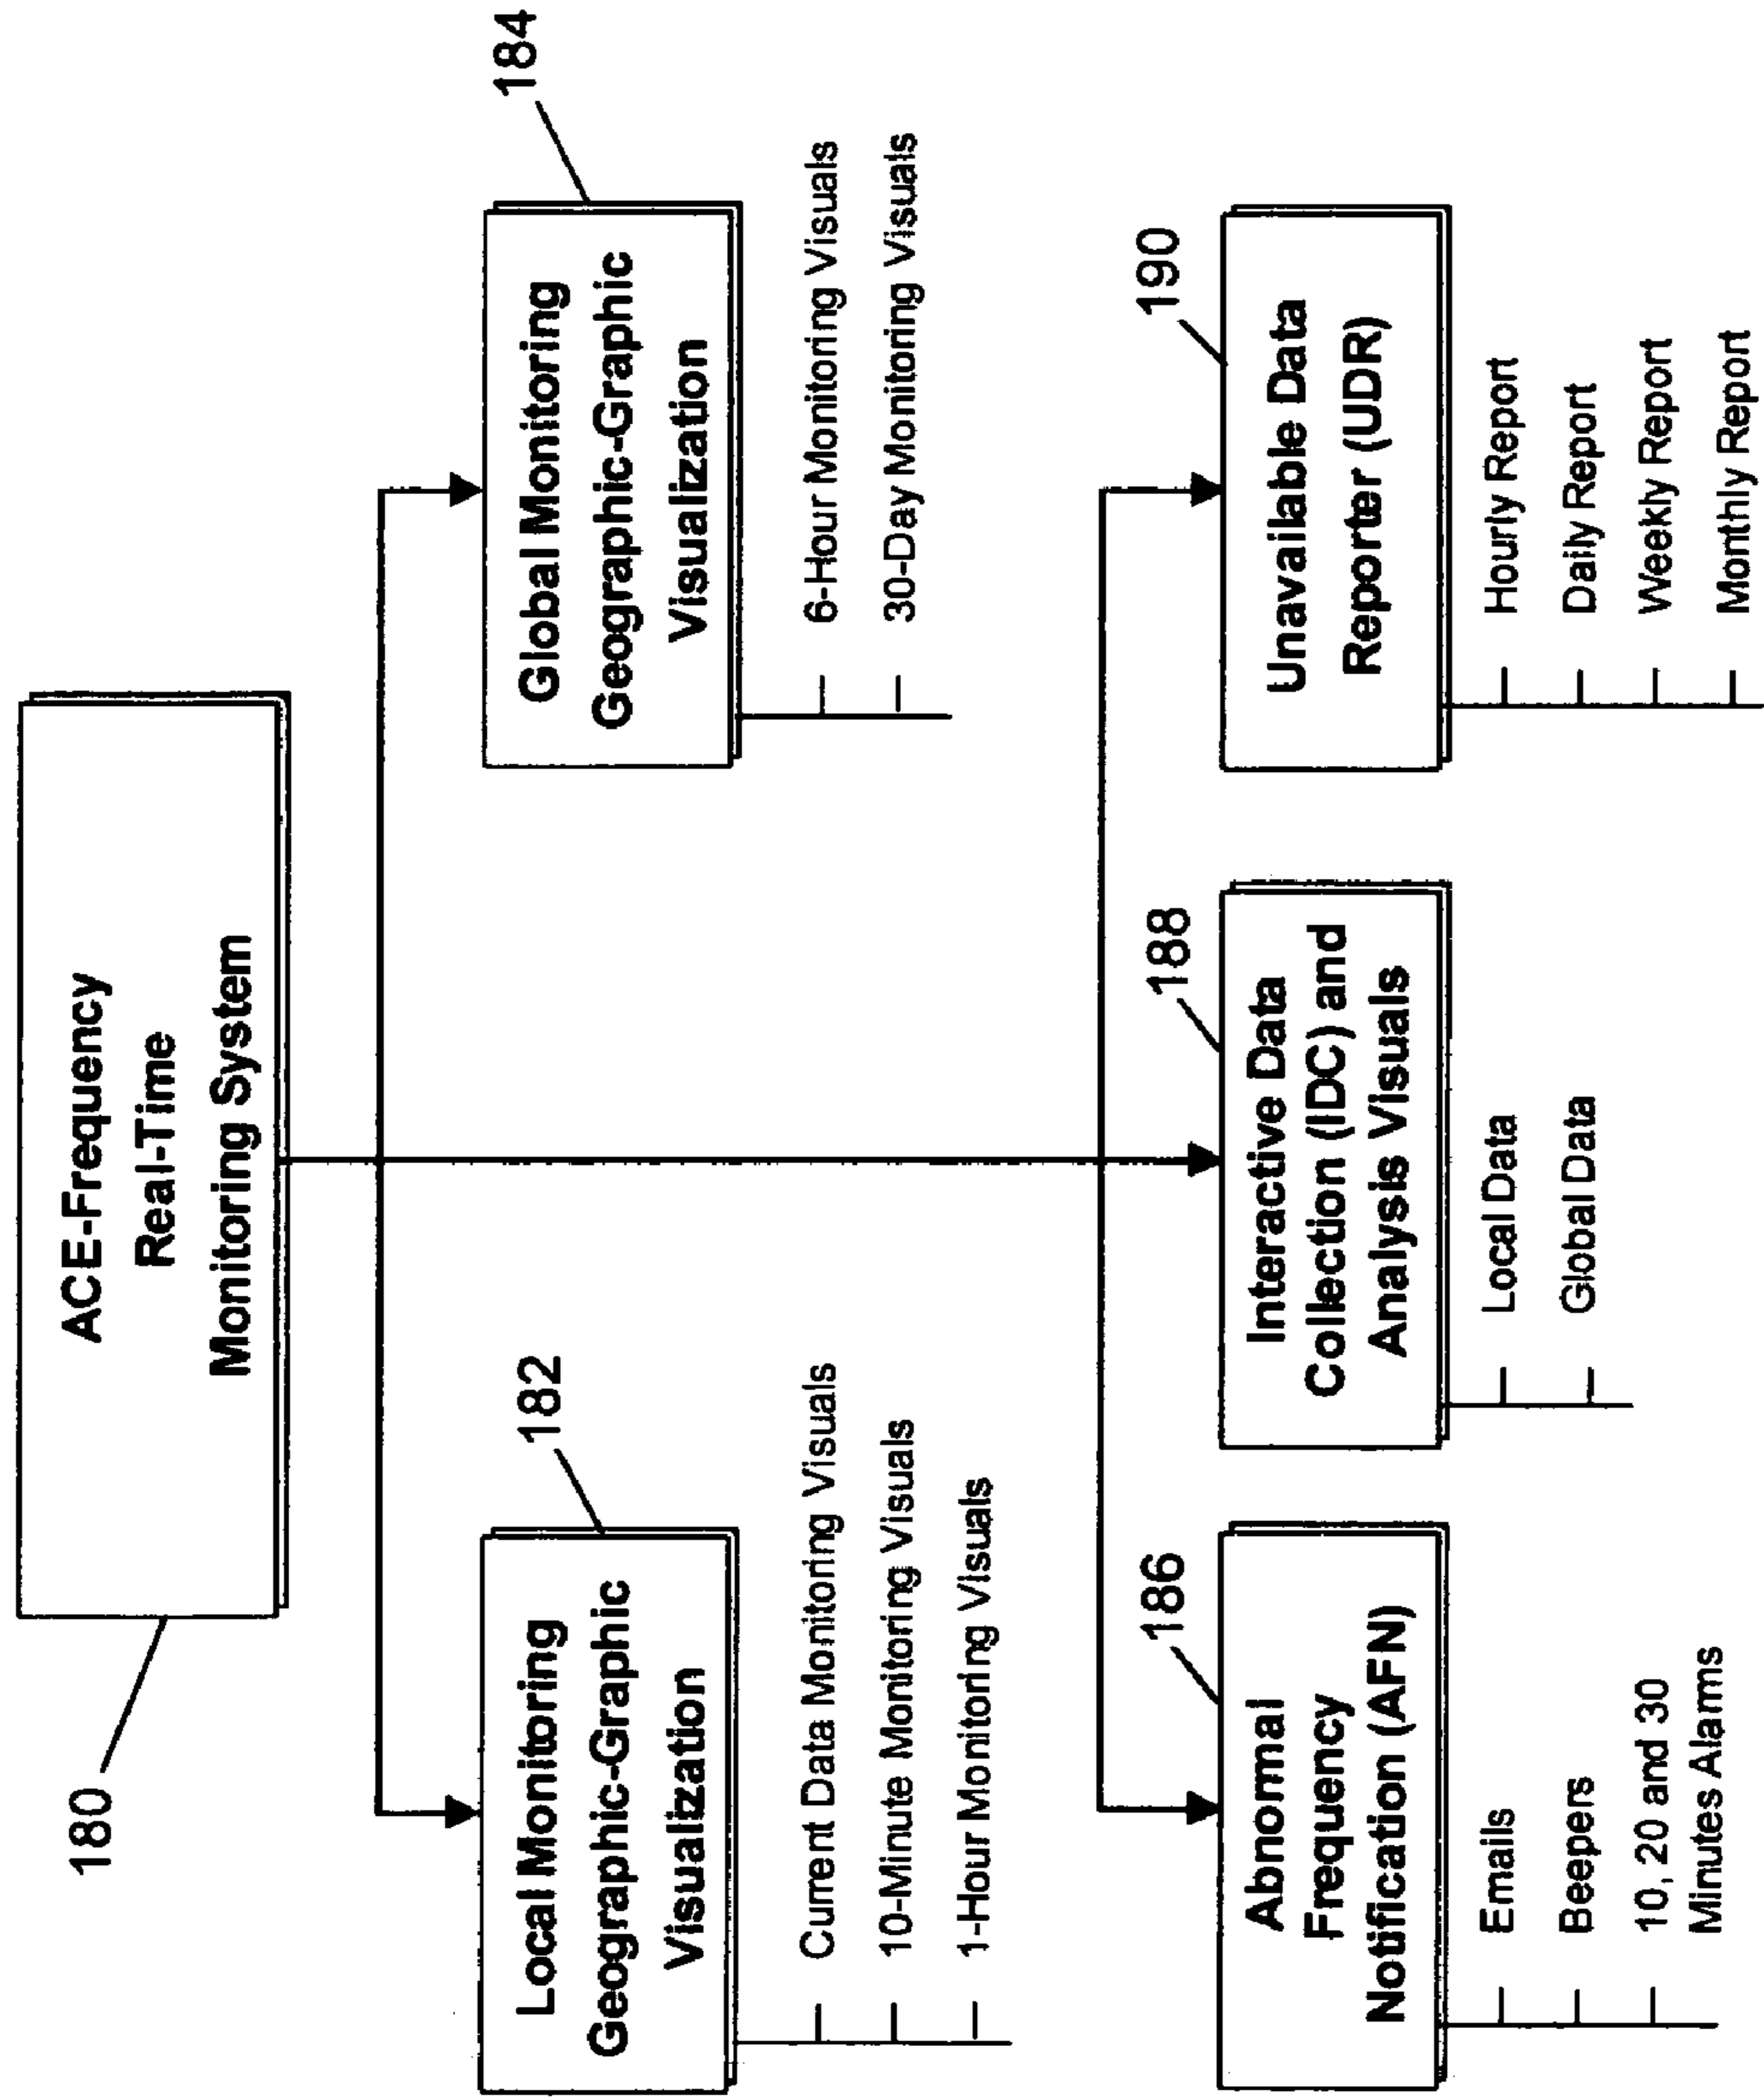 180
ACE-Frequency
Real-Time
Monitoring System
182
Local Monitoring
Geographic-Graphic
Visualization
Current Data Monitoring Visuals
10-Minute Monitoring Visuals
1-Hour Monitoring Visuals
184
Global Monitoring
Geographic-Graphic
Visualization
6-Hour Monitoring Visuals
30-Day Monitoring Visuals
186
Abnormal
Frequency
Notification (AFN)
Emails
Beepers
10, 20 and 30
Minutes Alarms
188
Interactive Data
Collection (IDC) and
Analysis Visuals
Local Data
Global Data
190
Unavailable Data
Reporter (UDR)
Hourly Report
Daily Report
Weekly Report
Monthly Report